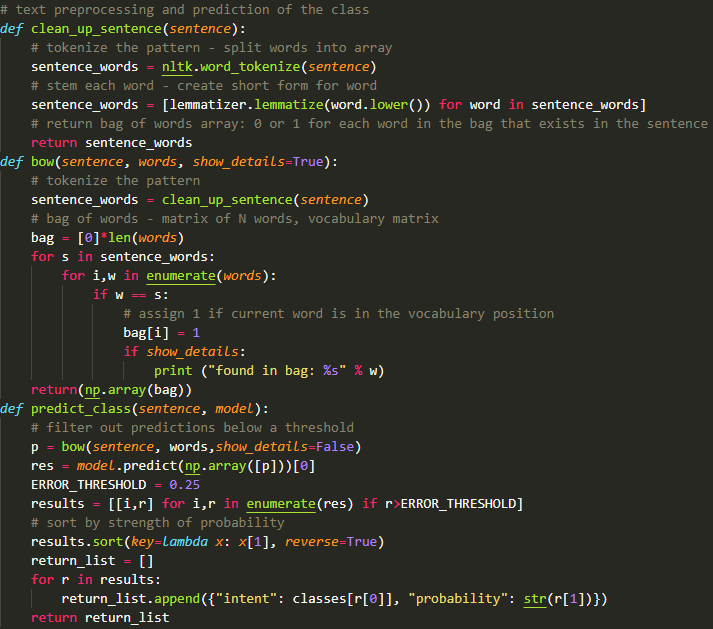 # text preprocessing and prediction of the class
def clean_up_sentence(sentence):
    # tokenize the pattern - split words into array
    sentence_words = nltk.word_tokenize(sentence)
    # stem each word - create short form for word
    sentence_words = [lemmatizer.lemmatize(word.lower()) for word in sentence_words]
    # return bag of words array: 0 or 1 for each word in the bag that exists in the sentence
    return sentence_words
def bow(sentence, words, show_details=True):
    # tokenize the pattern
    sentence_words = clean_up_sentence(sentence)
    # bag of words - matrix of N words, vocabulary matrix
    bag = [0]*len(words)
    for s in sentence_words:
        for i,w in enumerate(words):
            if w == s:
                # assign 1 if current word is in the vocabulary position
                bag[i] = 1
                if show_details:
                    print ("found in bag: %s" % w)
    return(np.array(bag))
def predict_class(sentence, model):
    # filter out predictions below a threshold
    p = bow(sentence, words,show_details=False)
    res = model.predict(np.array([p]))[0]
    ERROR_THRESHOLD = 0.25
    results = [[i,r] for i,r in enumerate(res) if r>ERROR_THRESHOLD]
    # sort by strength of probability
    results.sort(key=lambda x: x[1], reverse=True)
    return_list = []
    for r in results:
        return_list.append({"intent": classes[r[0]], "probability": str(r[1])})
    return return_list